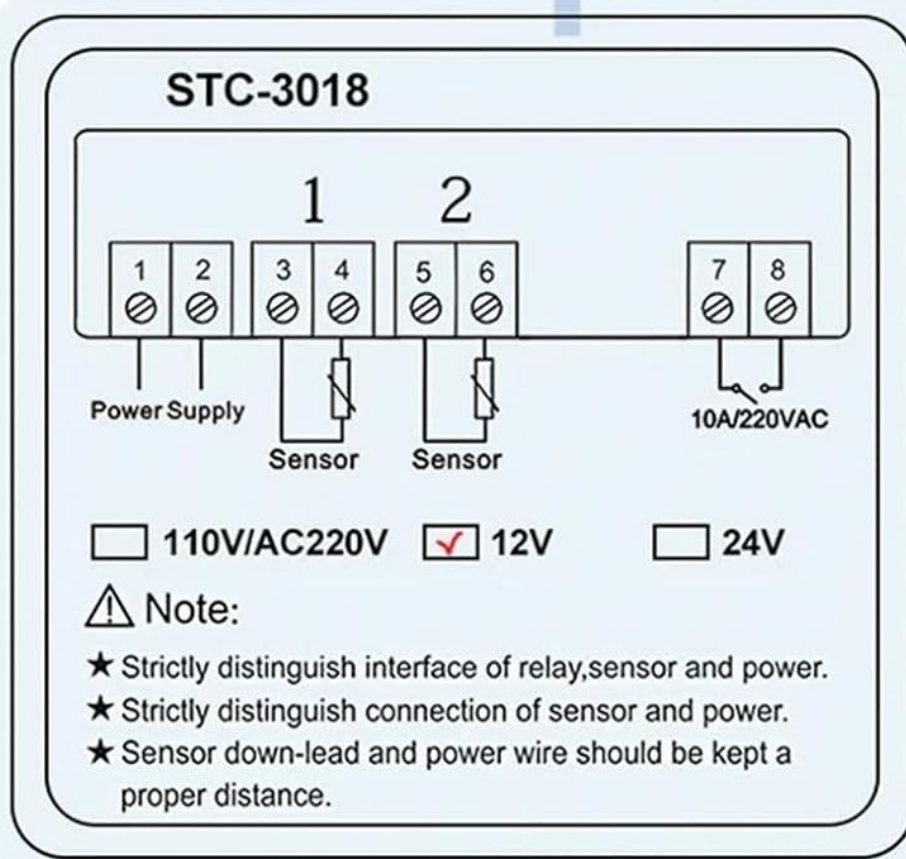 STC-3018
1 2
1 2 3 4 5 6 7 8
Power Supply
10A/220VAC
Sensor Sensor
110V/AC220V 12V 24V
Note:
★ Strictly distinguish interface of relay,sensor and power.
★ Strictly distinguish connection of sensor and power.
★ Sensor down-lead and power wire should be kept a
proper distance.